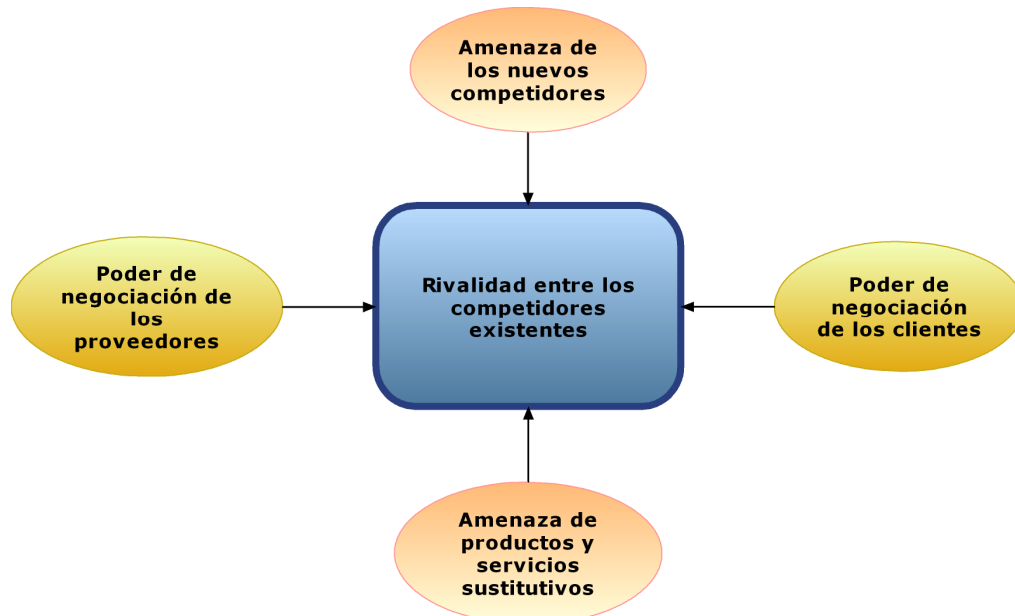 Amenaza de
los nuevos
competidores
Poder de
negociación de
los
proveedores
Rivalidad entre los
competidores
existentes
Poder de
negociación
de los clientes
Amenaza de
productos y
servicios
sustitutivos